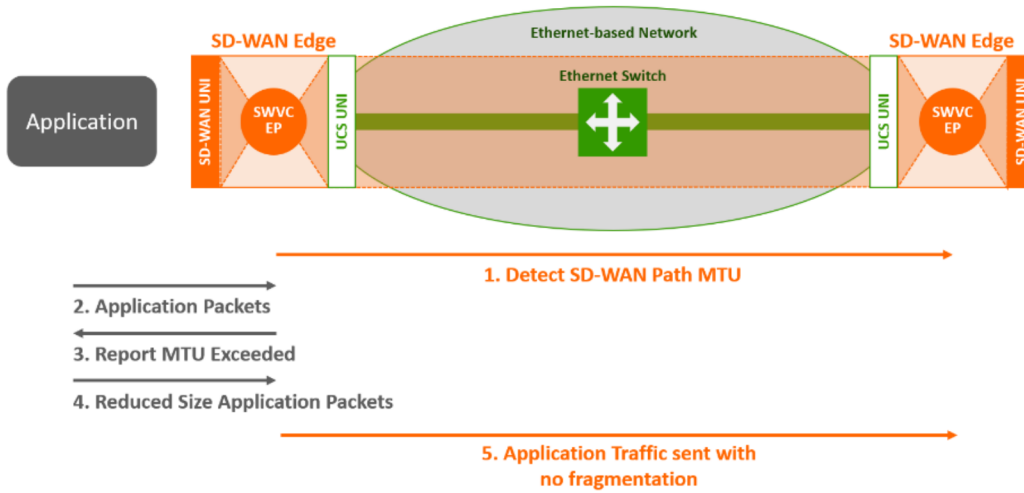 Ethernet-based Network
SD-WAN Edge
SD-WAN Edge
Ethernet Switch
Application
SD-WAN UNI
SWVC
EP
UCS UNI
UCS UNI
SWVC
EP
SD-WAN UNI
1. Detect SD-WAN Path MTU
2. Application Packets
3. Report MTU Exceeded
4. Reduced Size Application Packets
5. Application Traffic sent with
no fragmentation